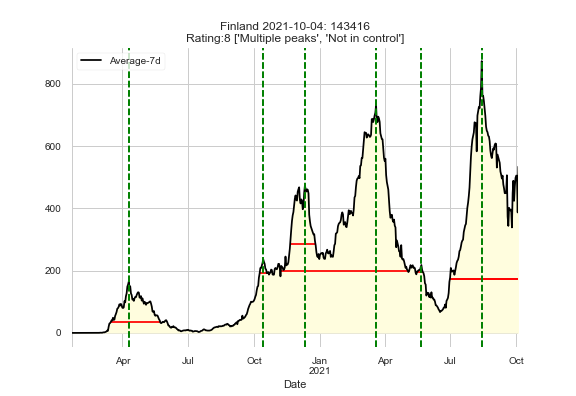 Finland 2021-10-04: 143416
Rating:8 ['Multiple peaks', 'Not in control']
Average-7d
800
600
400
200
0
Apr Jul Oct Jan Apr Jul Oct
2021
Date